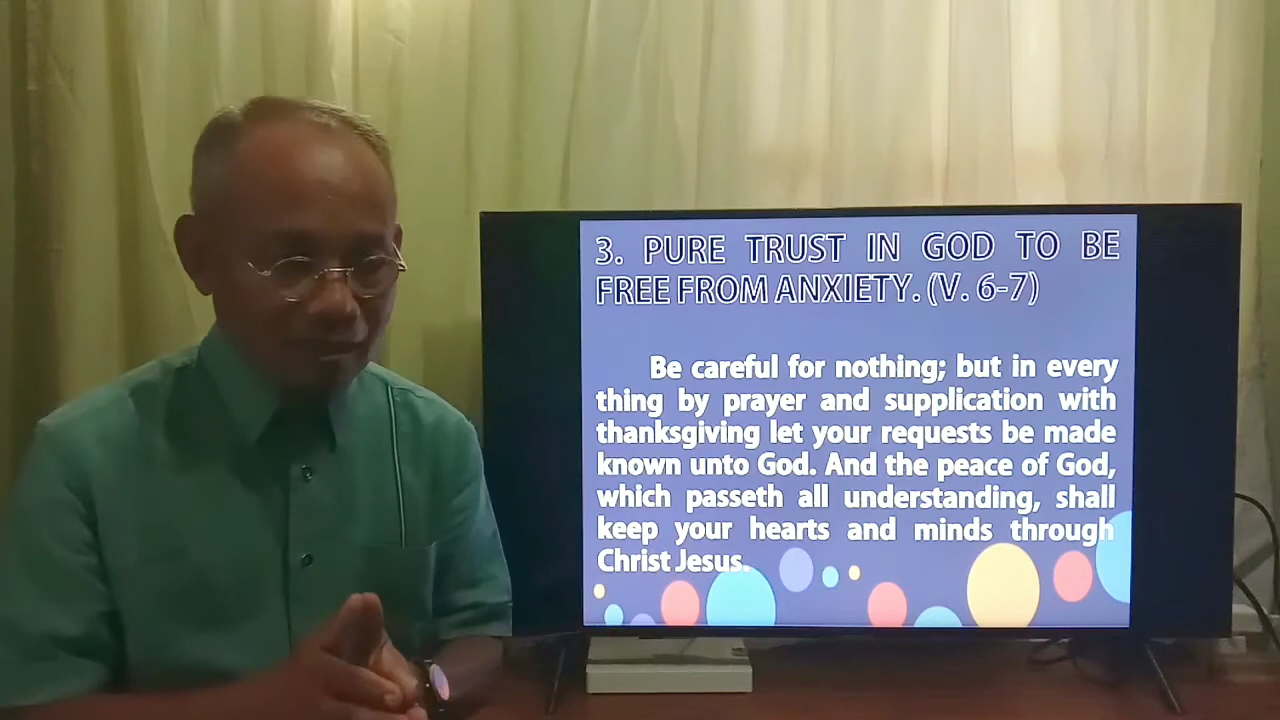 3. PURE TRUST IN GOD TO BE
FREE FROM ANXIETY. (V. 6-7)
Be careful for nothing; but in every
thing by prayer and supplication with
thanksgiving let your requests be made
known unto God. And the peace of God,
which passeth all understanding, shall
keep your hearts and minds through
Christ Jesus.